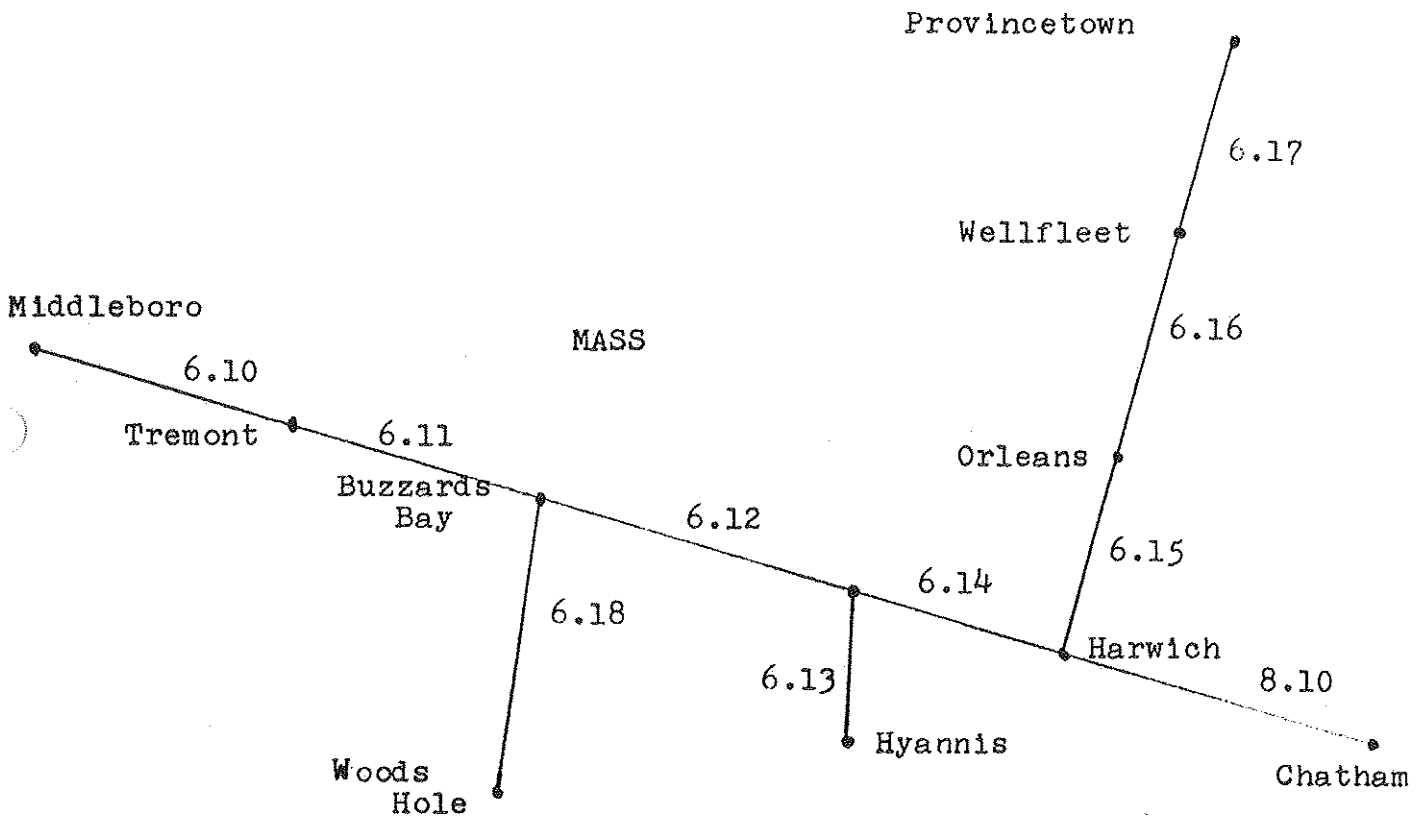 Provincetown
6.17
Wellfleet
Middleboro
6.16
MASS
6.10
Tremont
6.11
Orleans
Buzzards
Bay
6.12
6.15
6.14
6.18
Harwich
6.13
8.10
Hyannis
Woods
Hole
Chatham